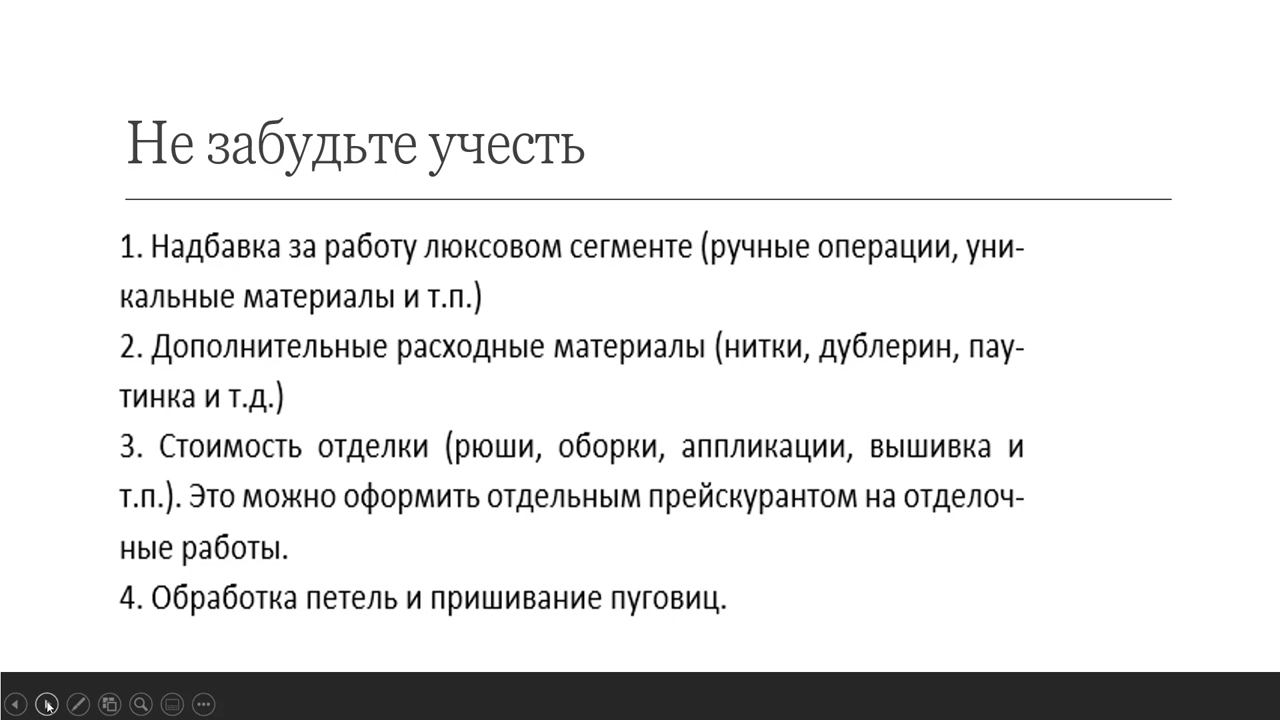 Не забудьте учесть
1. Надбавка за работу люксовом сегменте (ручные операции, уни-
кальные материалы и т.п.)
2. Дополнительные расходные материалы (нитки, дублерин, пау-
тинка и т.д.)
3. Стоимость отделки (рюши, оборки, аппликации, вышивка и
т.п.). Это можно оформить отдельным прейскурантом на отделоч-
ные работы.
4. Обработка петель и пришивание пуговиц.